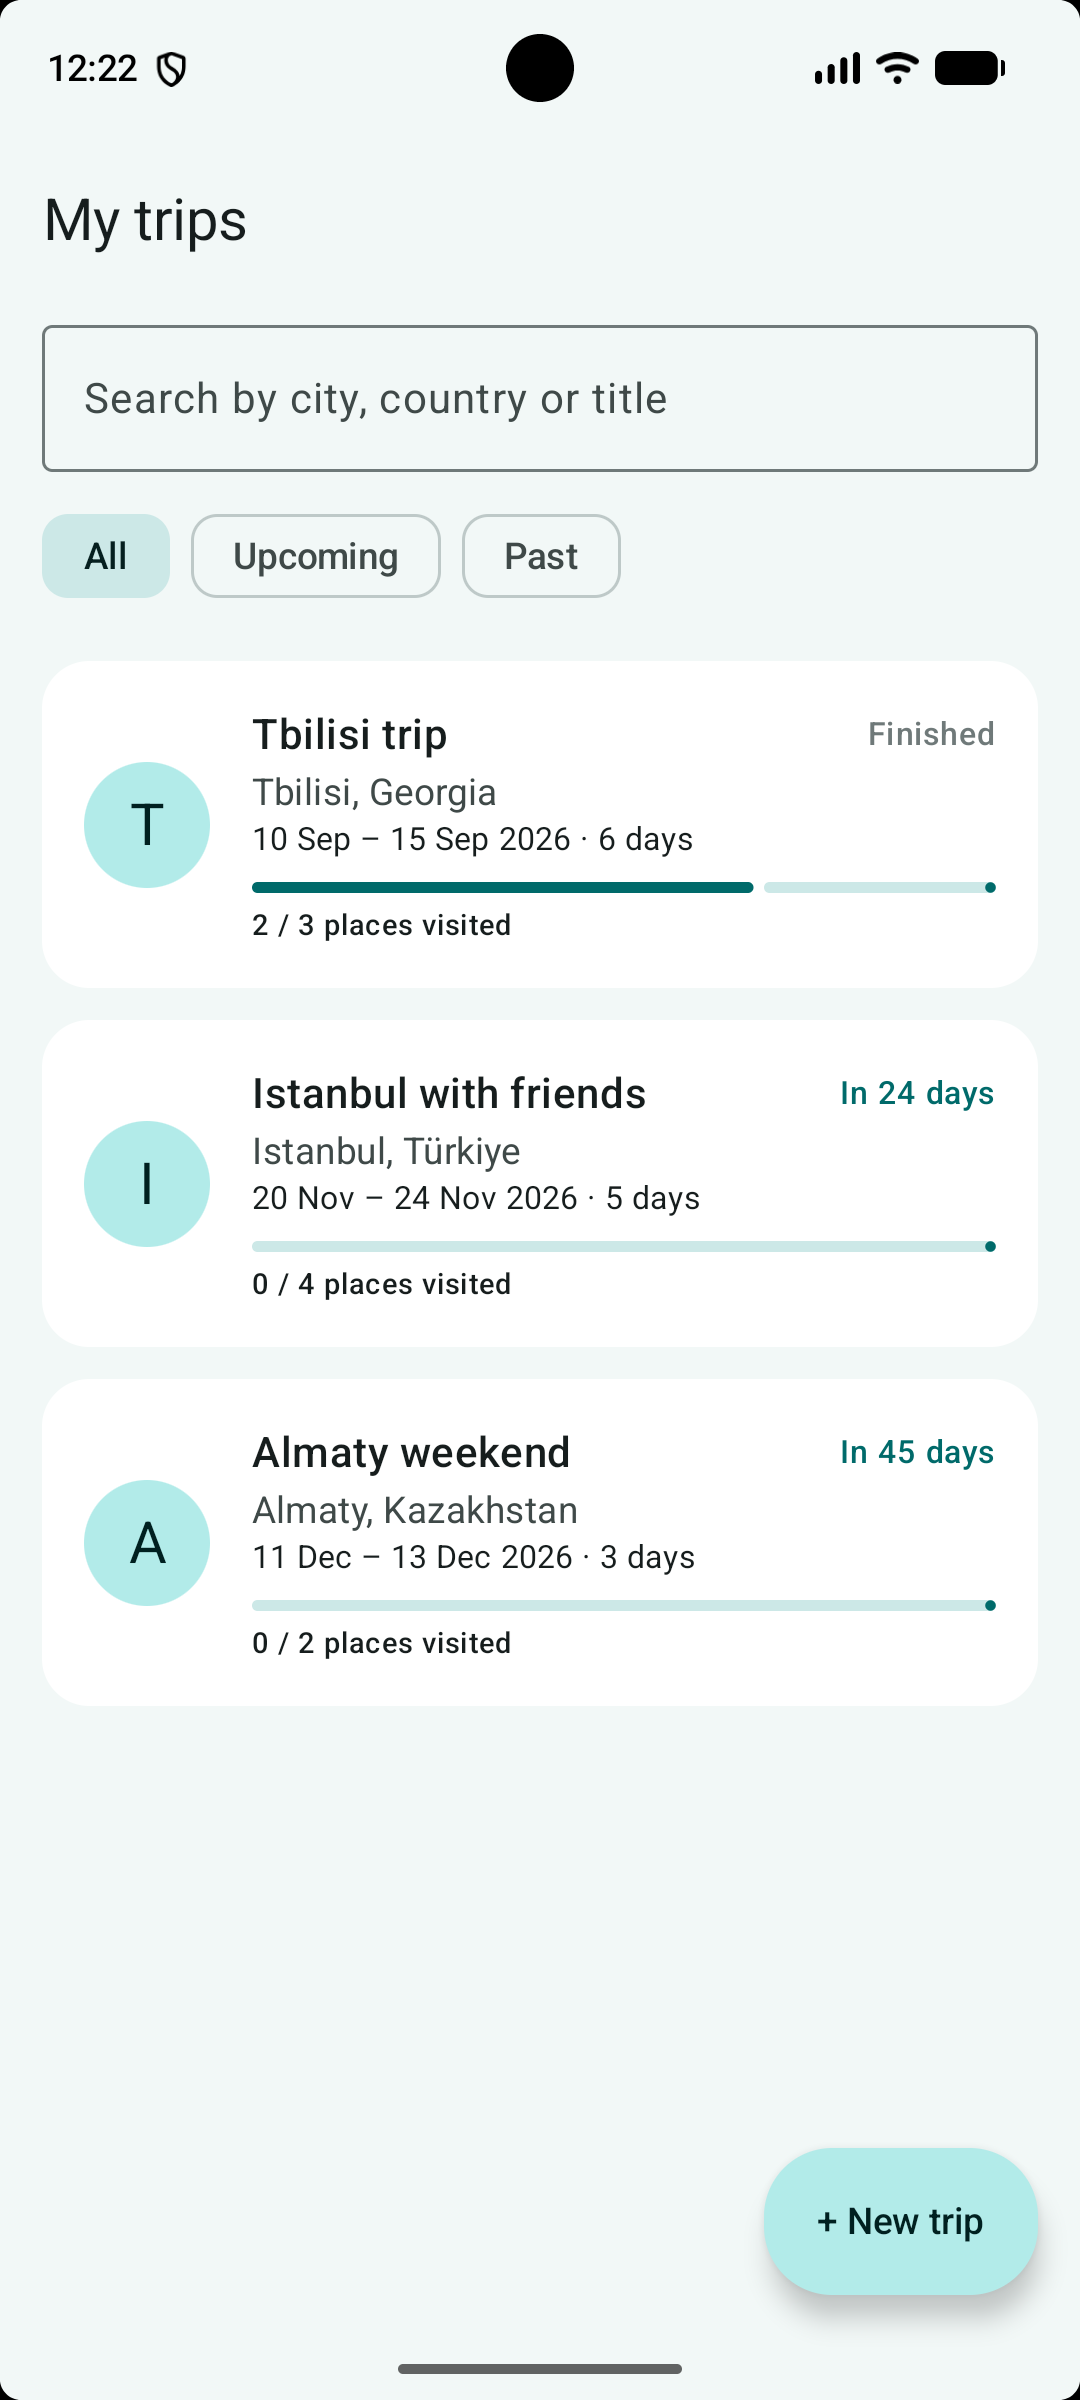 12:22
My trips
Search by city, country or title
All
Upcoming
Past
Tbilisi trip
Finished
T
Tbilisi, Georgia
10 Sep – 15 Sep 2026 · 6 days
2 / 3 places visited
Istanbul with friends
In 24 days
I
Istanbul, Türkiye
20 Nov – 24 Nov 2026 · 5 days
0 / 4 places visited
Almaty weekend
In 45 days
A
Almaty, Kazakhstan
11 Dec – 13 Dec 2026 · 3 days
0 / 2 places visited
+ New trip